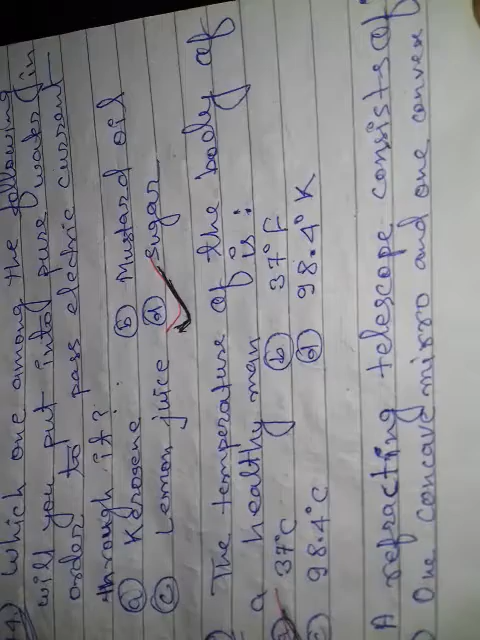 4.) Which one among the following
will you put into pure water in
order to pass electric current
through it?
(a) Kerosene (b) Mustard oil
(c) Lemon juice (d) Sugar
) The temperature of the body of
a healthy man is:
37°C (b) 37°F
98.4°C (d) 98.4°K
A refracting telescope consists of
One concave mirro and one convex